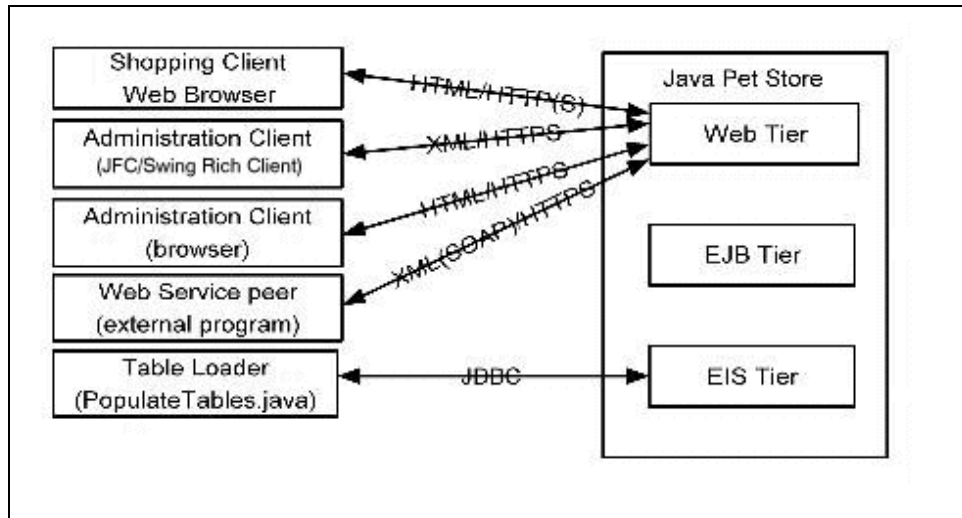 Shopping Client
Web Browser
HTML/HTTP(S)
Java Pet Store
Web Tier
Administration Client
(JFC/Swing Rich Client)
XML/HTTPS
Administration Client
(browser)
HTML/HTTPS
EJB Tier
Web Service peer
(external program)
XML(SOAP)/HTTPS
Table Loader
(PopulateTables.java)
JDBC
EIS Tier